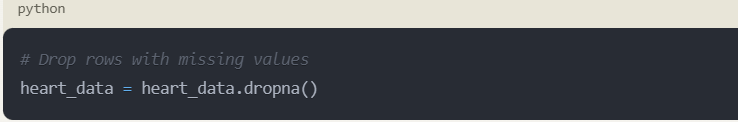 python
# Drop rows with missing values
heart_data = heart_data.dropna()